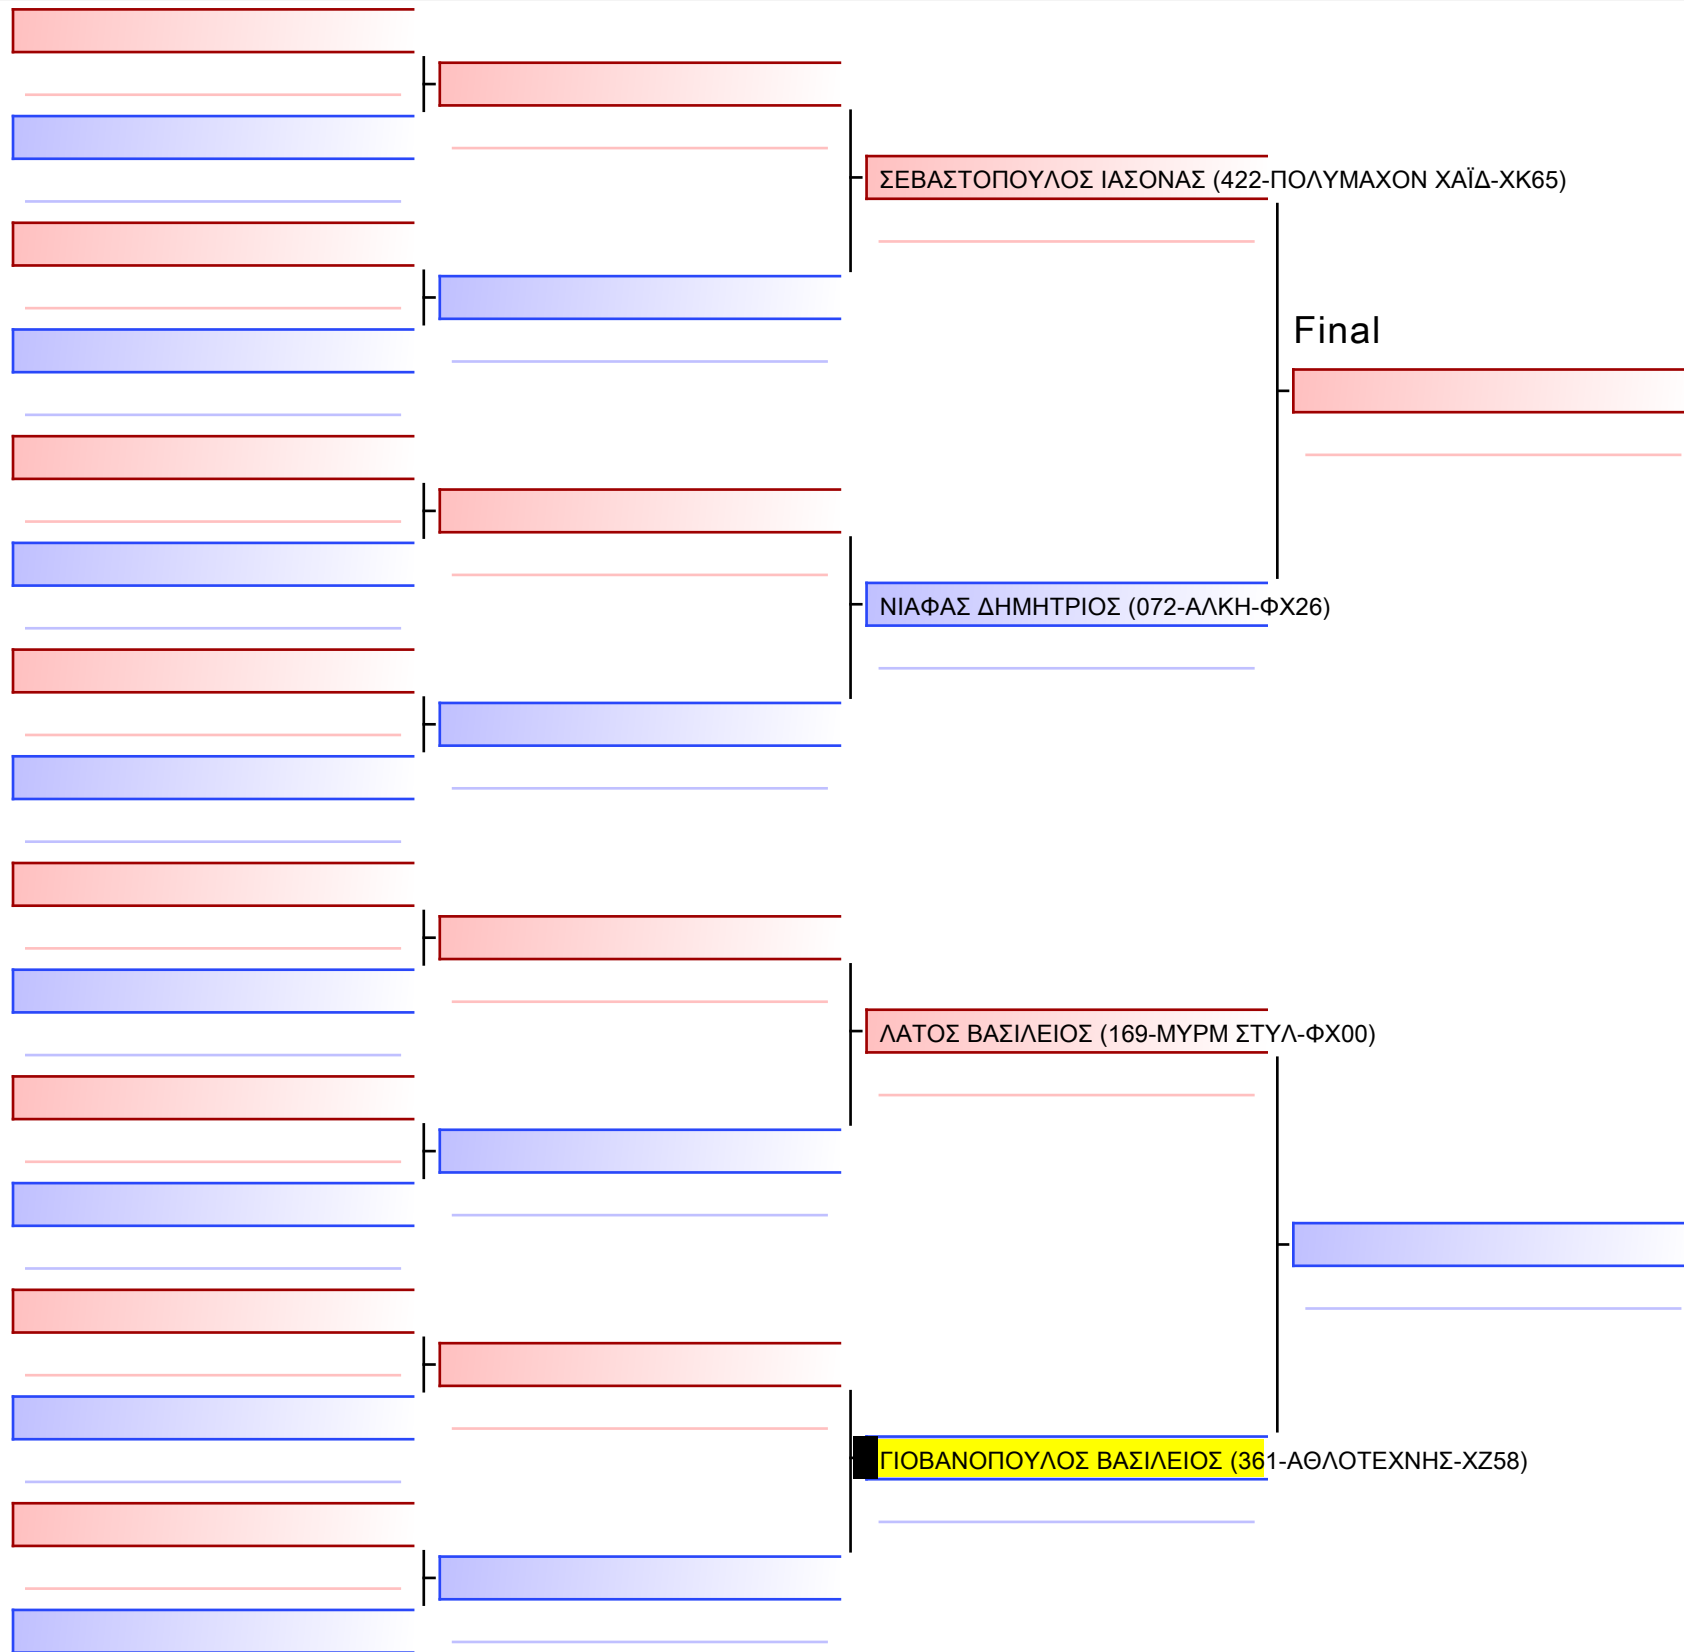 ΣΕΒΑΣΤΟΠΟΥΛΟΣ ΙΑΣΟΝΑΣ (422-ΠΟΛΥΜΑΧΟΝ ΧΑΪΔ-ΧΚ65)
Final
ΝΙΑΦΑΣ ΔΗΜΗΤΡΙΟΣ (072-ΑΛΚΗ-ΦΧ26)
ΛΑΤΟΣ ΒΑΣΙΛΕΙΟΣ (169-ΜΥΡΜ ΣΤΥΛ-ΦΧ00)
ΓΙΟΒΑΝΟΠΟΥΛΟΣ ΒΑΣΙΛΕΙΟΣ (361-ΑΘΛΟΤΕΧΝΗΣ-ΧΖ58)